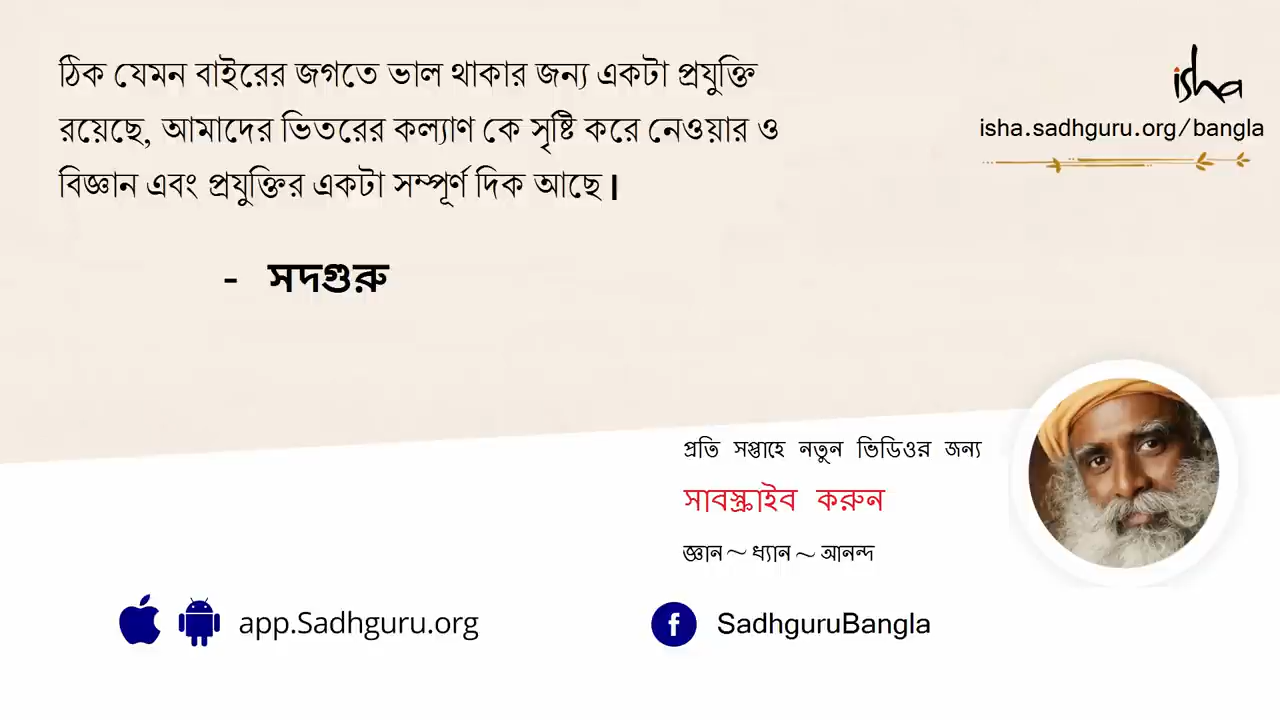 ঠিক যেমন বাইরের জগতে ভাল থাকার জন্য একটা প্রযুক্তি
রয়েছে, আমাদের ভিতরের কল্যাণ কে সৃষ্টি করে নেওয়ার ও
বিজ্ঞান এবং প্রযুক্তির একটা সম্পূর্ণ দিক আছে।
- সদগুরু
isha
isha.sadhguru.org/bangla
প্রতি সপ্তাহে নতুন ভিডিওর জন্য
সাবস্ক্রাইব করুন
জ্ঞান ~ ধ্যান ~ আনন্দ
app.Sadhguru.org
f SadhguruBangla